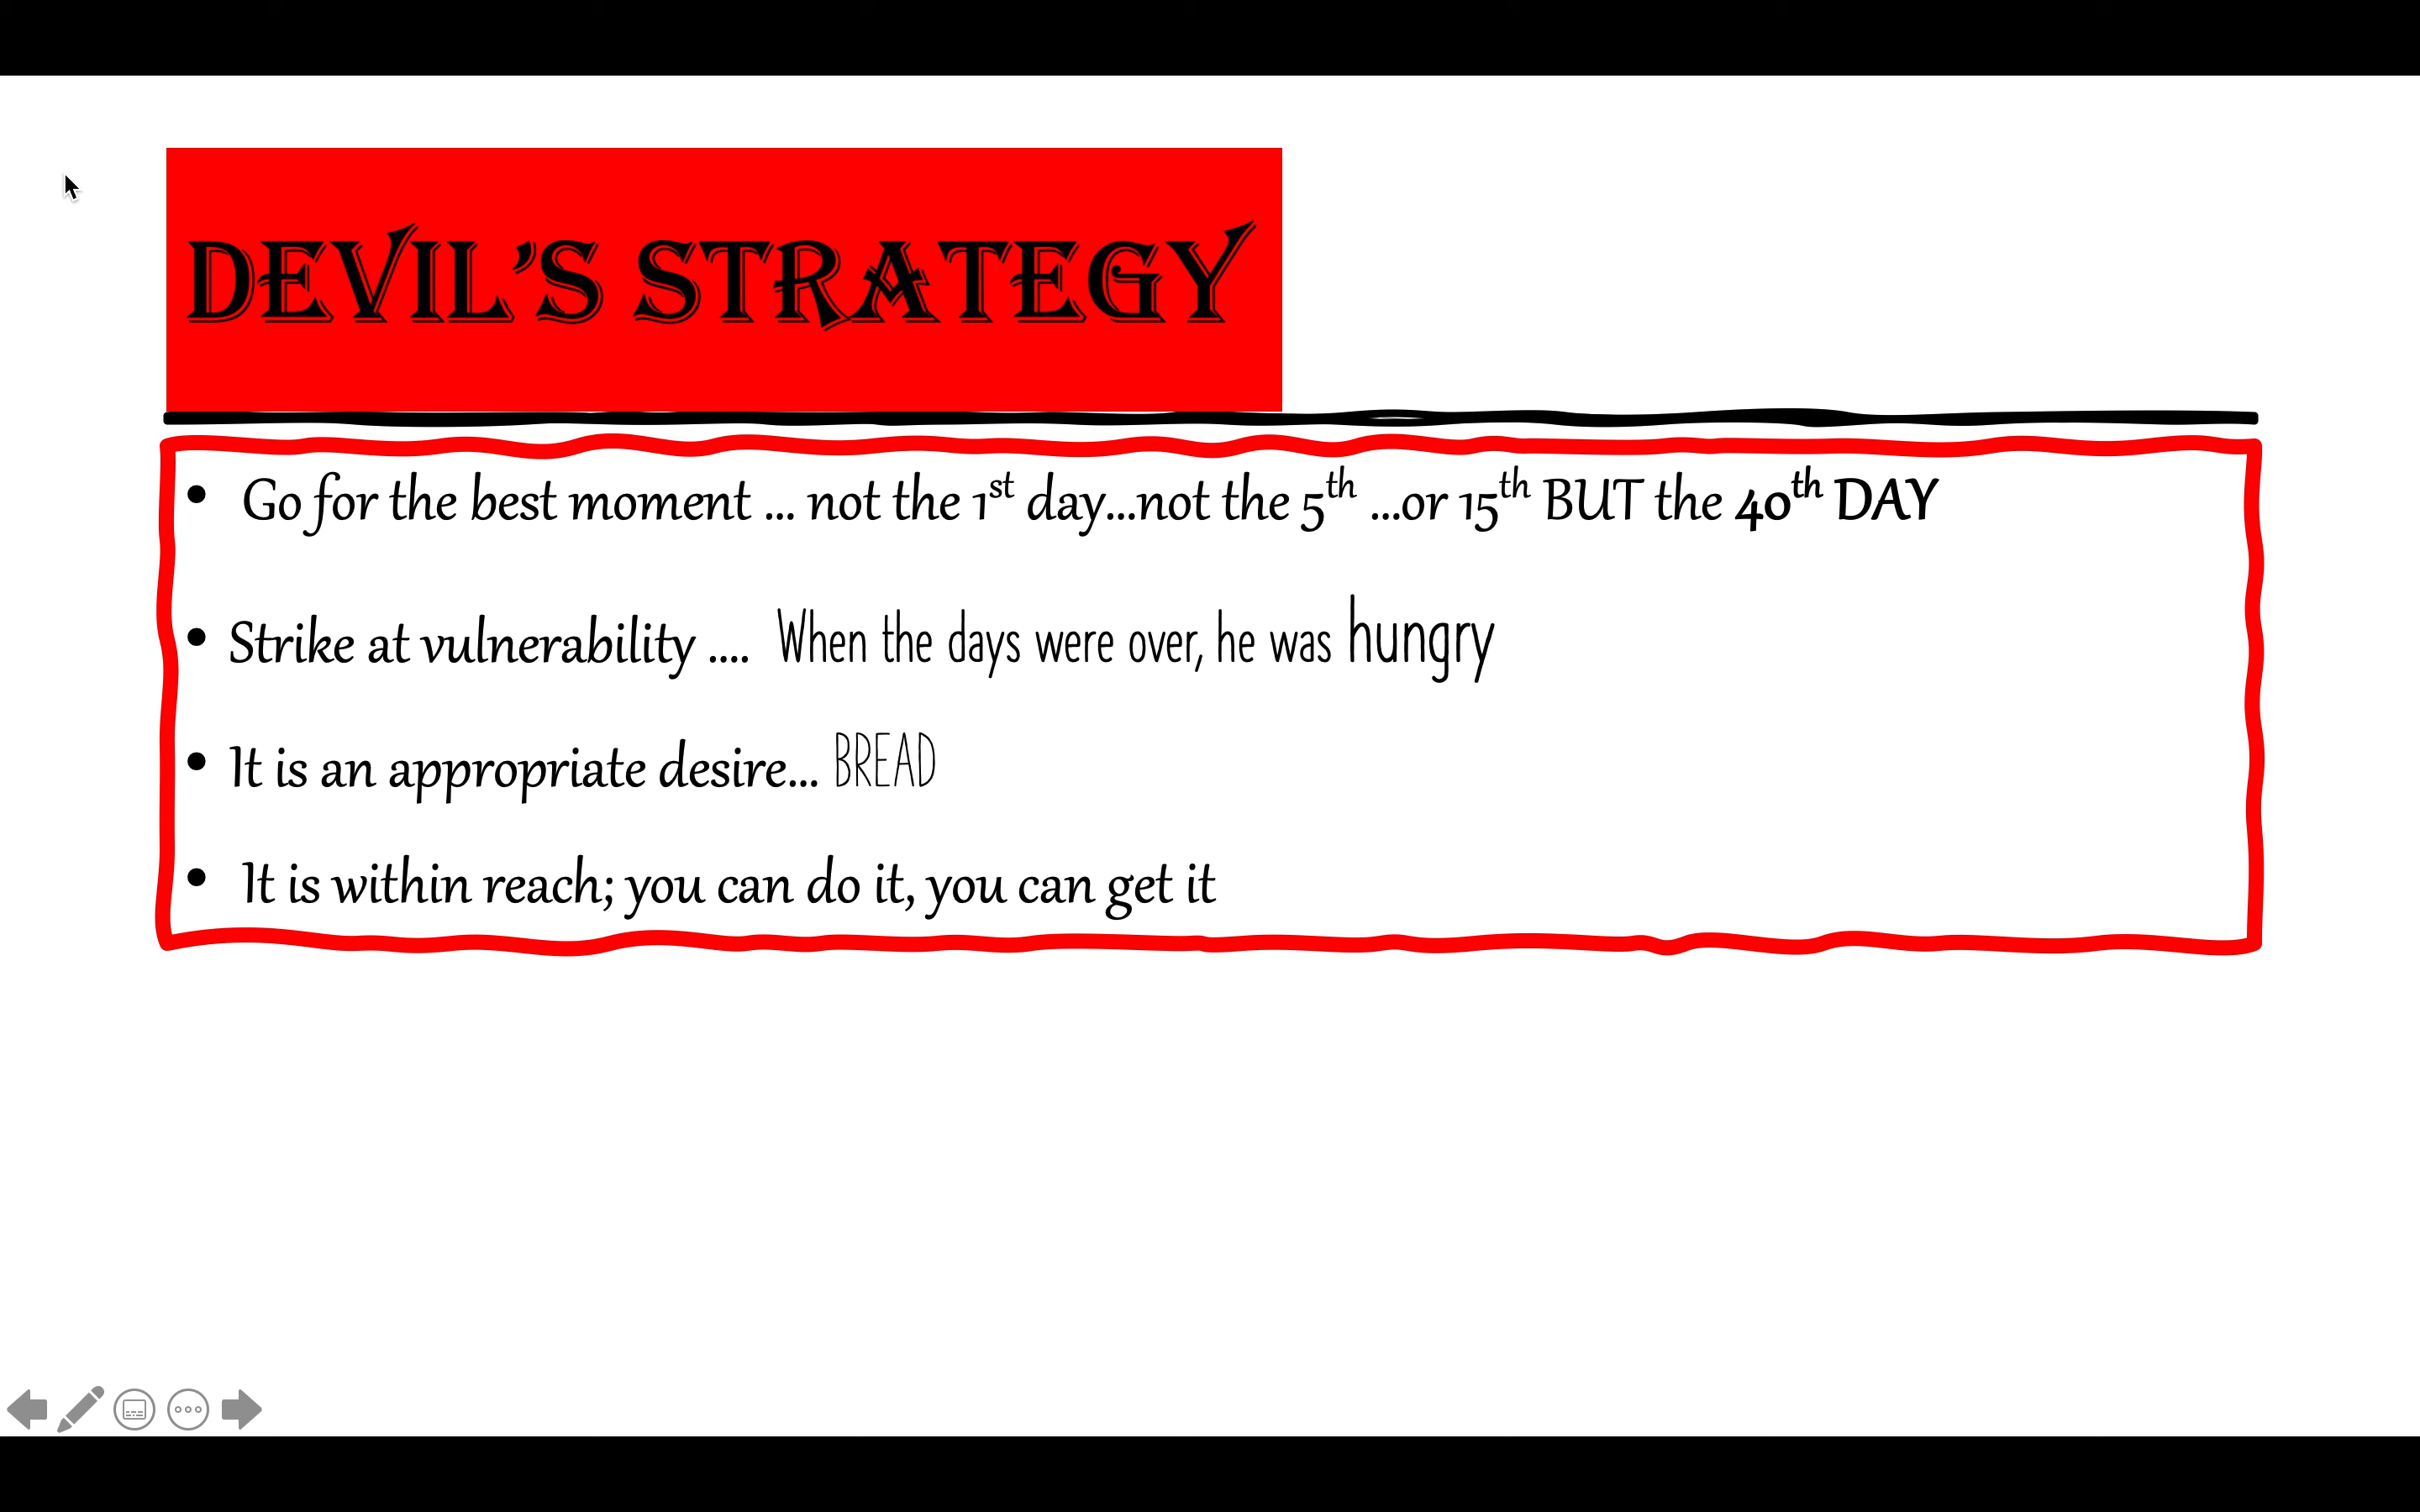 DEVIL'S STRATEGY
• Go for the best moment ... not the 1st day...not the 5th ...or 15th BUT the 40th DAY
• Strike at vulnerability .... When the days were over, he was hungry
• It is an appropriate desire... BREAD
• It is within reach; you can do it, you can get it